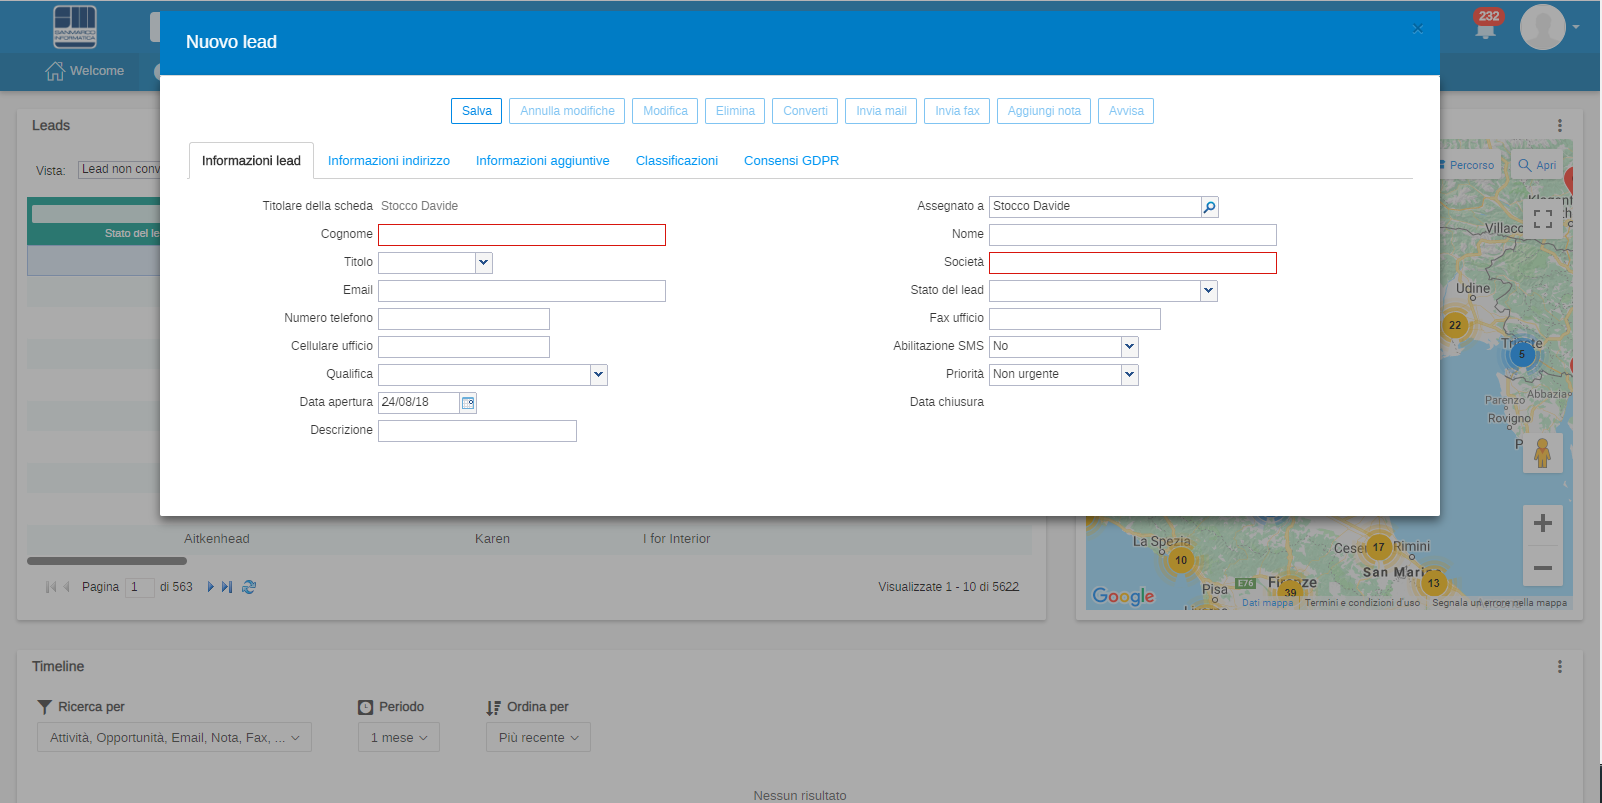 SANMARCO
INFORMATICA
232
Welcome
Nuovo lead
Salva
Annulla modifiche
Modifica
Elimina
Converti
Invia mail
Invia fax
Aggiungi nota
Avvisa
Informazioni lead
Informazioni indirizzo
Informazioni aggiuntive
Classificazioni
Consensi GDPR
Titolare della scheda Stocco Davide
Assegnato a Stocco Davide
Cognome
Nome
Titolo
Società
Email
Stato del lead
Numero telefono
Fax ufficio
Cellulare ufficio
Abilitazione SMS No
Qualifica
Priorità Non urgente
Data apertura 24/08/18
Data chiusura
Descrizione
Leads
Vista: Lead non conv
Stato del le
Aitkenhead Karen I for Interior
Pagina 1 di 563
Visualizzate 1 - 10 di 5622
Percorso
Apri
Udine
22
Trieste
5
Parenzo
Abbazia
Rovigno
La Spezia
10
17
Rimini
San Marino
13
Pisa
E76
Firenze
39
Google
Dati mappa
Termini e condizioni d'uso
Segnala un errore nella mappa
Timeline
Ricerca per
Periodo
Ordina per
Attività, Opportunità, Email, Nota, Fax, ...
1 mese
Più recente
Nessun risultato